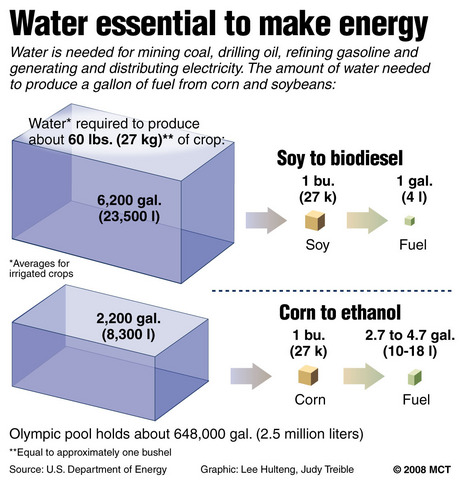 Water essential to make energy
Water is needed for mining coal, drilling oil, refining gasoline and
generating and distributing electricity. The amount of water needed
to produce a gallon of fuel from corn and soybeans:
Water* required to produce
about 60 lbs. (27 kg)** of crop:
6,200 gal.
(23,500 l)
*Averages for
irrigated crops
Soy to biodiesel
1 bu.
(27 k)
Soy
1 gal.
(4 l)
Fuel
2,200 gal.
(8,300 l)
Corn to ethanol
1 bu.
(27 k)
Corn
2.7 to 4.7 gal.
(10-18 l)
Fuel
Olympic pool holds about 648,000 gal. (2.5 million liters)
**Equal to approximately one bushel
Source: U.S. Department of Energy
Graphic: Lee Hulteng, Judy Treible
© 2008 MCT